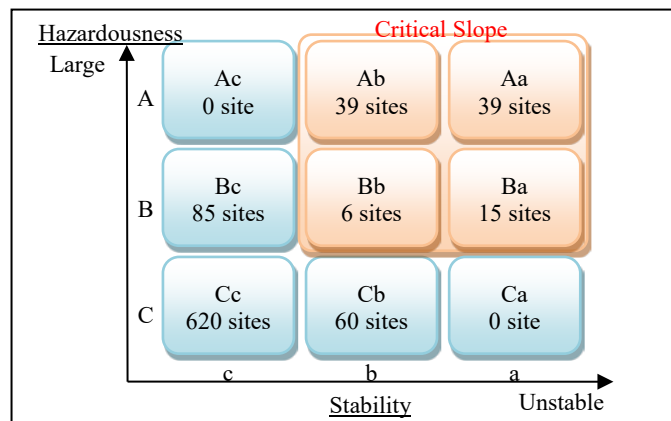 Hazardousness
Critical Slope
Large
A
Ac
0 site
Ab
39 sites
Aa
39 sites
B
Bc
85 sites
Bb
6 sites
Ba
15 sites
C
Cc
620 sites
Cb
60 sites
Ca
0 site
c
b
a
Stability
Unstable